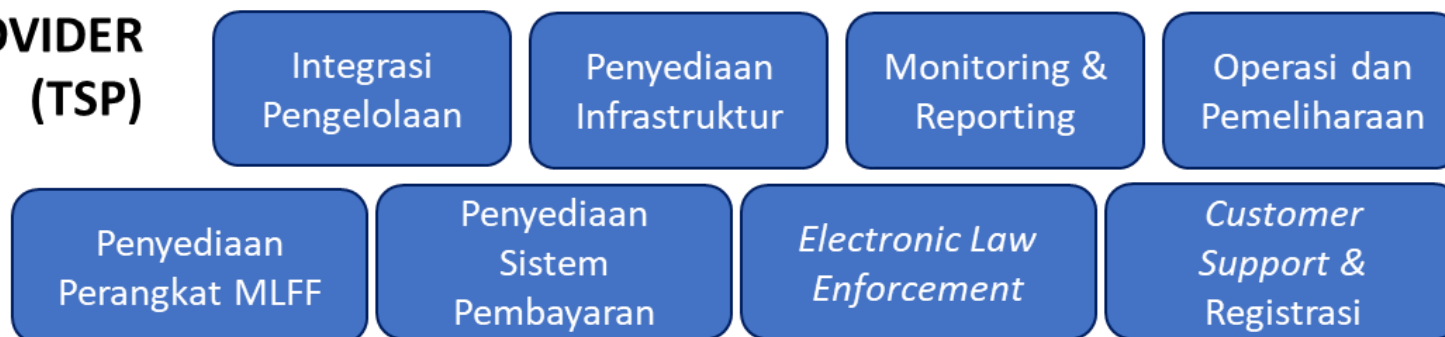 OVIDER
(TSP)
Integrasi
Pengelolaan
Penyediaan
Infrastruktur
Monitoring &
Reporting
Operasi dan
Pemeliharaan
Penyediaan
Perangkat MLFF
Penyediaan
Sistem
Pembayaran
Electronic Law
Enforcement
Customer
Support &
Registrasi